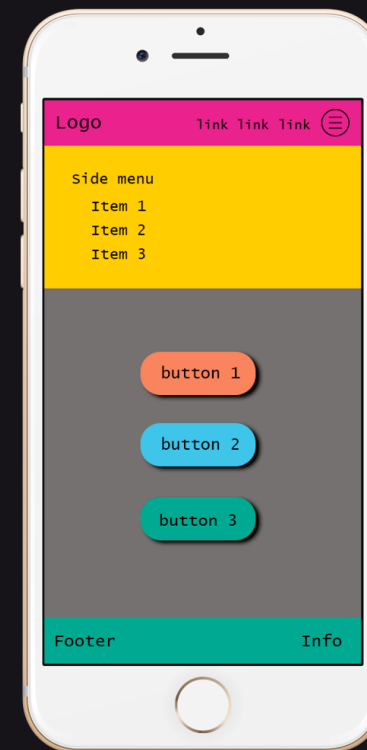 Logo link link link
Side menu
Item 1
Item 2
Item 3
button 1
button 2
button 3
Footer Info